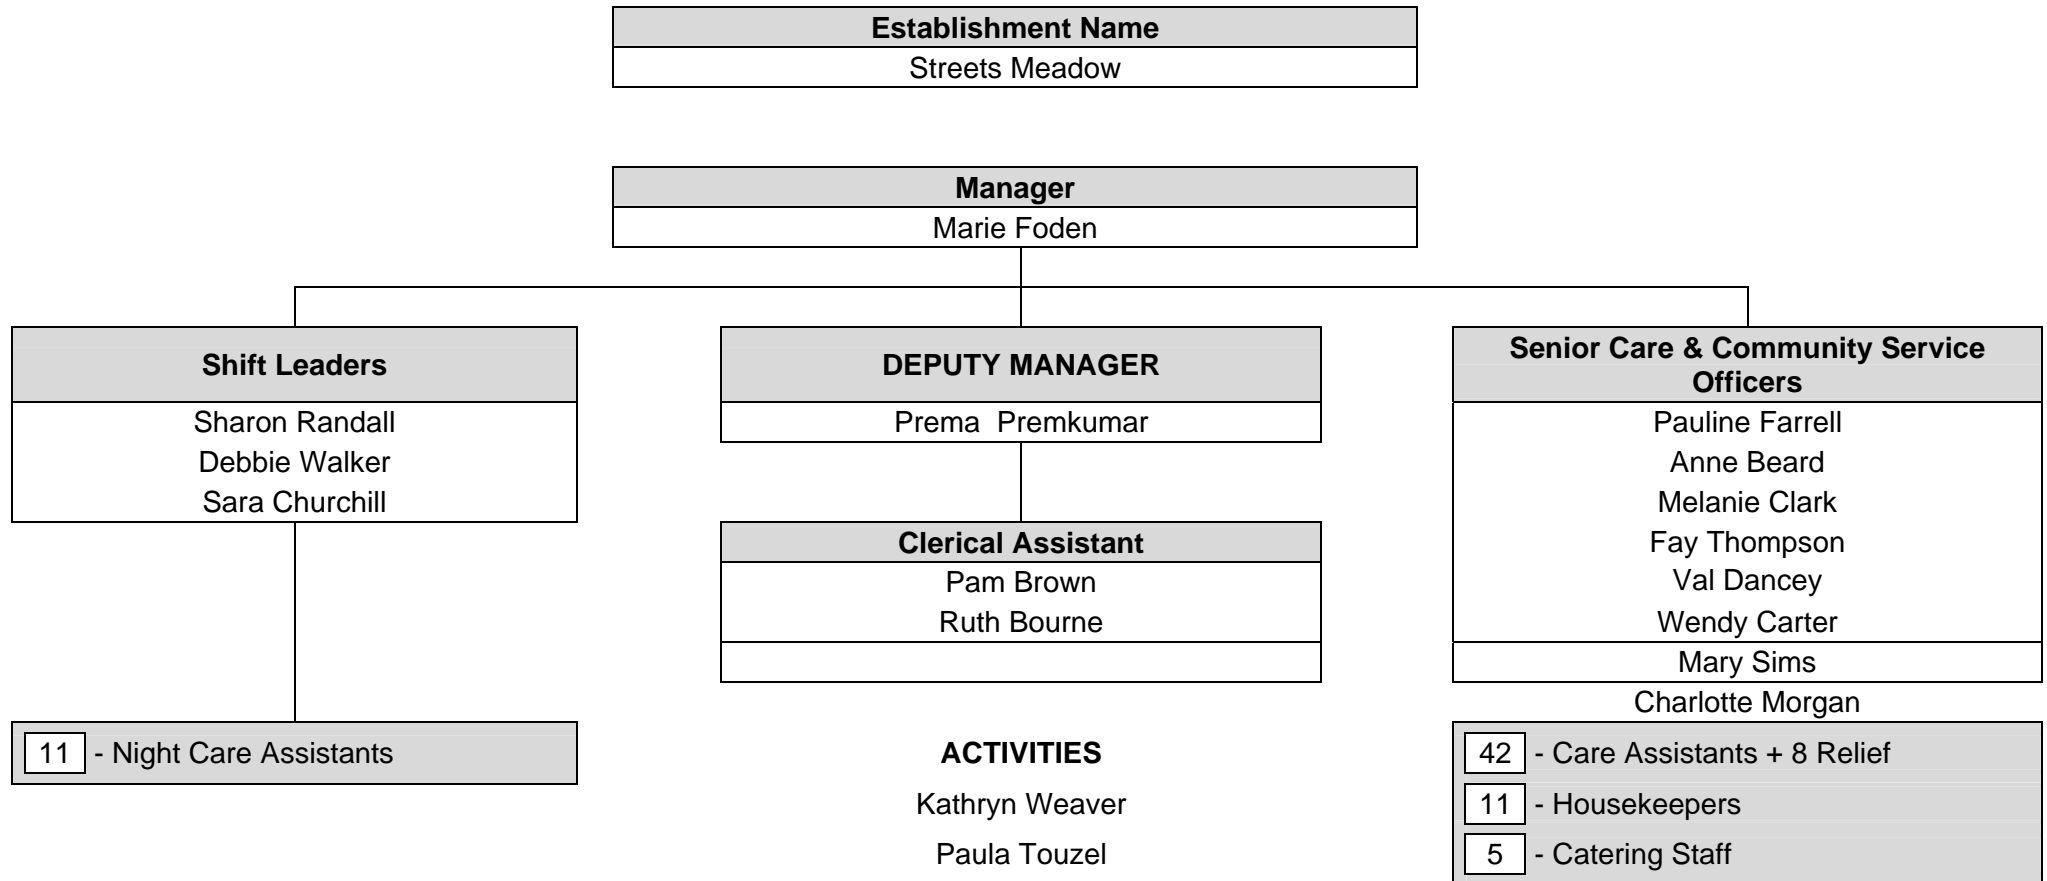 Establishment Name
Streets Meadow
Manager
Marie Foden
Shift Leaders
Sharon Randall
Debbie Walker
Sara Churchill
11 - Night Care Assistants
DEPUTY MANAGER
Prema  Premkumar
Clerical Assistant
Pam Brown
Ruth Bourne
ACTIVITIES
Kathryn Weaver
Paula Touzel
Senior Care & Community Service
Officers
Pauline Farrell
Anne Beard
Melanie Clark
Fay Thompson
Val Dancey
Wendy Carter
Mary Sims
Charlotte Morgan
42 - Care Assistants + 8 Relief
11 - Housekeepers
5 - Catering Staff